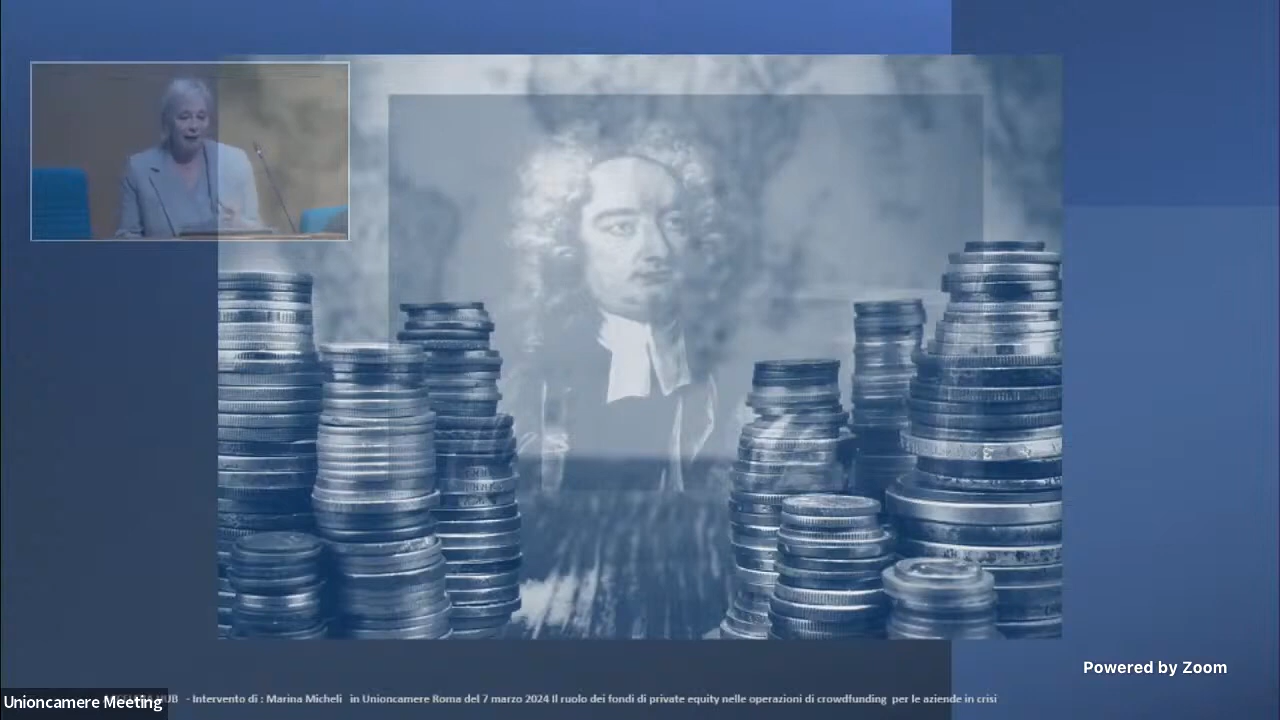 Powered by Zoom
UB - Intervento di : Marina Micheli in Unioncamere Roma del 7 marzo 2024 Il ruolo dei fondi di private equity nelle operazioni di crowdfunding per le aziende in crisi
Unioncamere Meeting